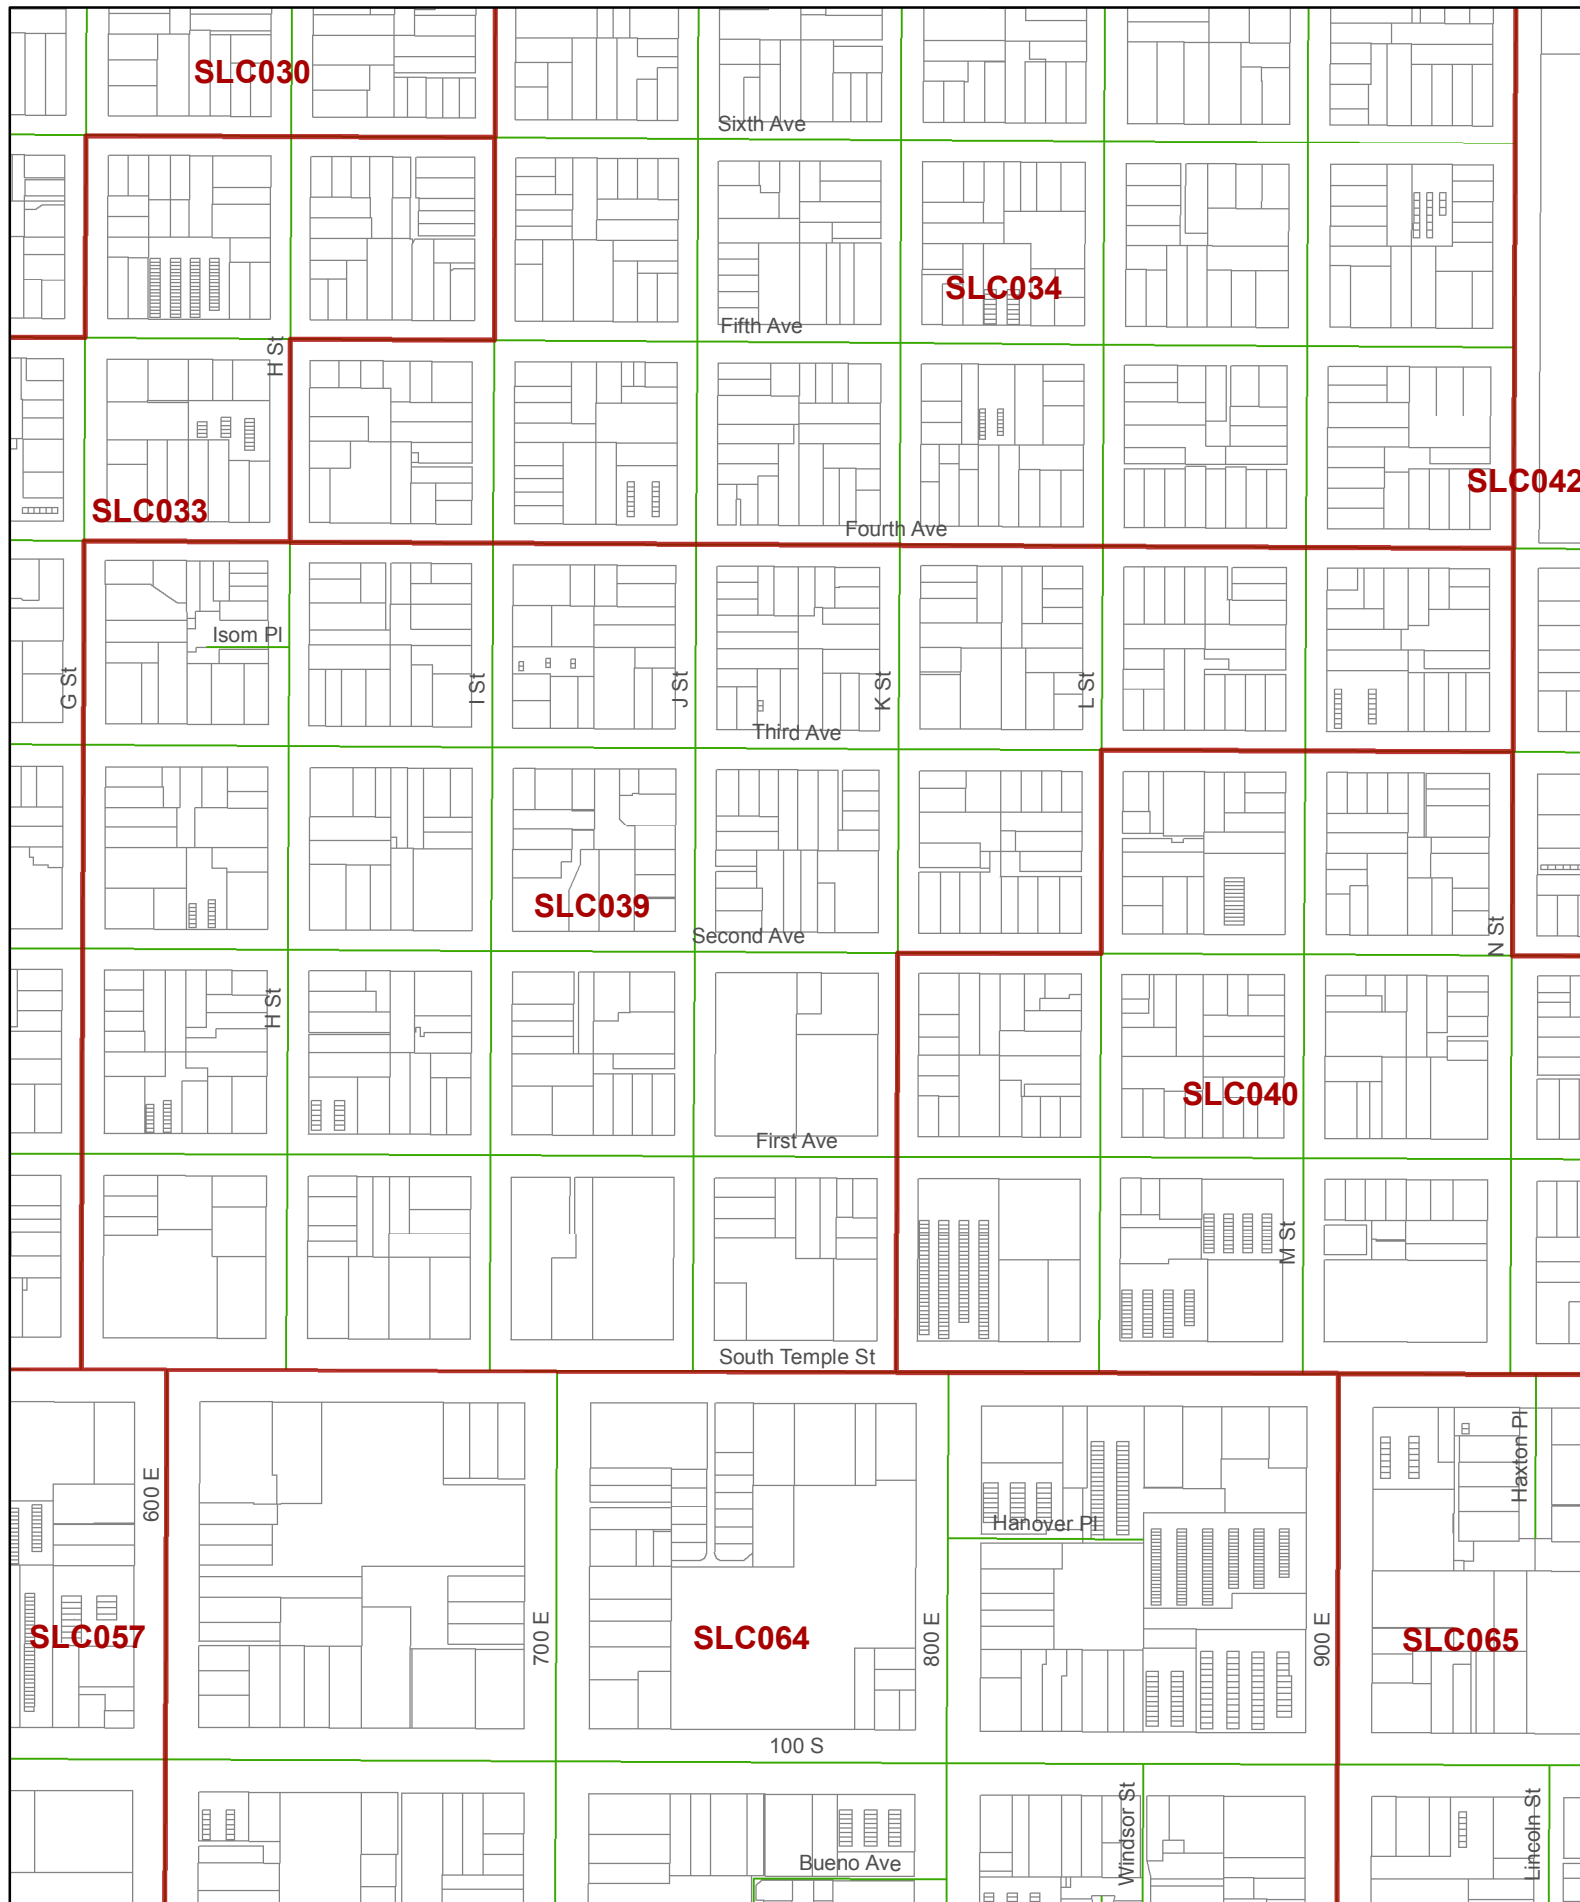 SLC030
Sixth Ave
SLC034
Fifth Ave
H St
SLC042
SLC033
Fourth Ave
Isom Pl
G St
I St
J St
K St
L St
Third Ave
SLC039
Second Ave
N St
H St
SLC040
First Ave
M St
South Temple St
Haxton Pl
600 E
Hanover Pl
SLC057
700 E
SLC064
800 E
900 E
SLC065
100 S
Windsor St
Lincoln St
Bueno Ave